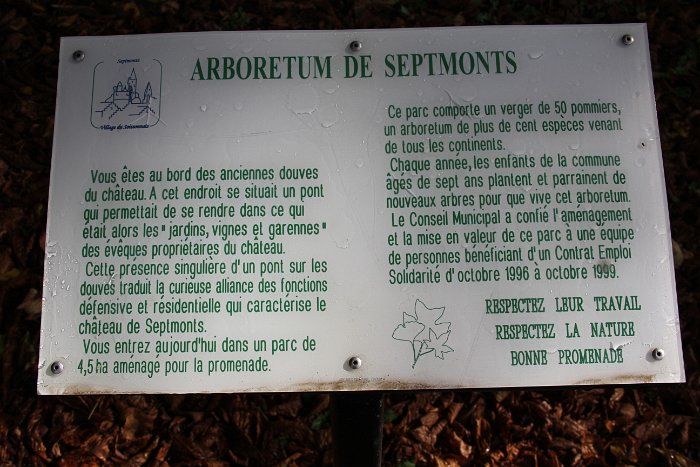 ARBORETUM DE SEPTMONTS
Septmonts
Village du Soissonnais
Vous êtes au bord des anciennes douves
du château. A cet endroit se situait un pont
qui permettait de se rendre dans ce qui
était alors les "jardins, vignes et garennes"
des évêques propriétaires du château.
Cette présence singulière d'un pont sur les
douves traduit la curieuse alliance des fonctions
défensive et résidentielle qui caractérise le
château de Septmonts.
Vous entrez aujourd'hui dans un parc de
4,5 ha aménagé pour la promenade.
Ce parc comporte un verger de 50 pommiers,
un arboretum de plus de cent espèces venant
de tous les continents.
Chaque année, les enfants de la commune
âgés de sept ans plantent et parrainent de
nouveaux arbres pour que vive cet arboretum.
Le Conseil Municipal a confié l'aménagement
et la mise en valeur de ce parc à une équipe
de personnes bénéficiant d'un Contrat Emploi
Solidarité d'octobre 1996 à octobre 1999.
RESPECTEZ LEUR TRAVAIL
RESPECTEZ LA NATURE
BONNE PROMENADE